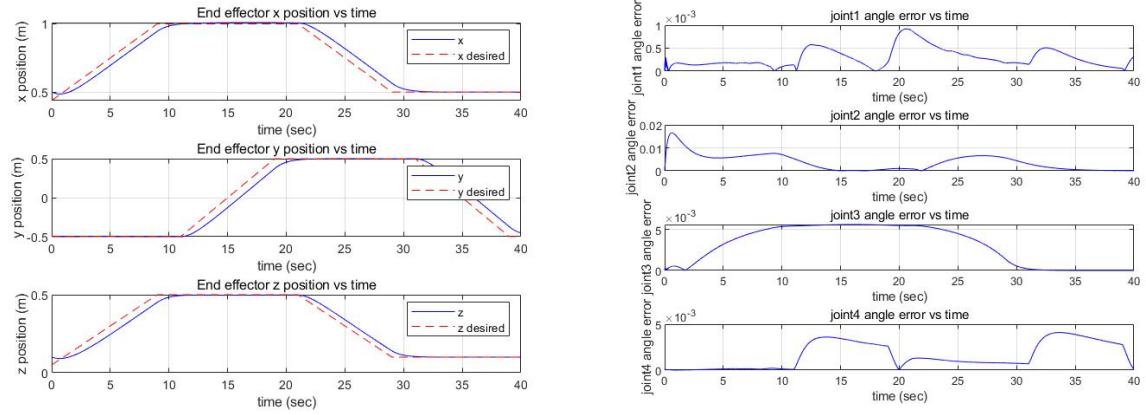 End effector x position vs time
x position (m)
1
0.5
x
x desired
0 5 10 15 20 25 30 35 40
time (sec)
End effector y position vs time
y position (m)
0.5
0
-0.5
y
y desired
0 5 10 15 20 25 30 35 40
time (sec)
End effector z position vs time
z position (m)
0.5
0
z
z desired
0 5 10 15 20 25 30 35 40
time (sec)
joint1 angle error vs time
joint1 angle error
×10⁻³
1
0.5
0
0 5 10 15 20 25 30 35 40
time (sec)
joint2 angle error vs time
joint2 angle error
0.02
0.01
0
0 5 10 15 20 25 30 35 40
time (sec)
joint3 angle error vs time
joint3 angle error
×10⁻³
5
0
0 5 10 15 20 25 30 35 40
time (sec)
joint4 angle error vs time
joint4 angle error
×10⁻³
5
0
0 5 10 15 20 25 30 35 40
time (sec)